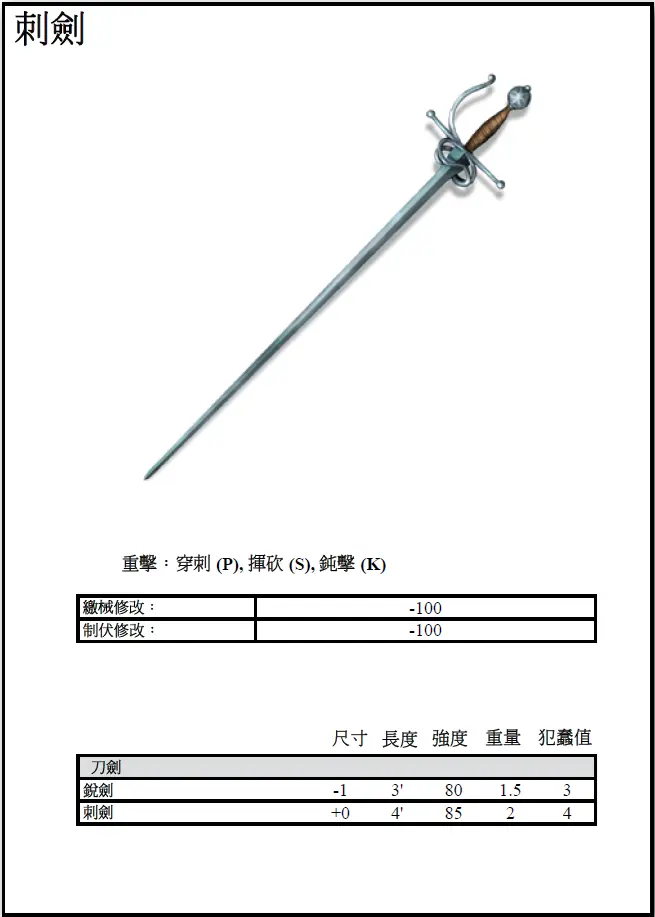 刺劍
重擊：穿刺 (P), 揮砍 (S), 鈍擊 (K)
繳械修改： -100
制伏修改： -100
尺寸 長度 強度 重量 犯蠢值
刀劍
銳劍 -1 3' 80 1.5 3
刺劍 +0 4' 85 2 4